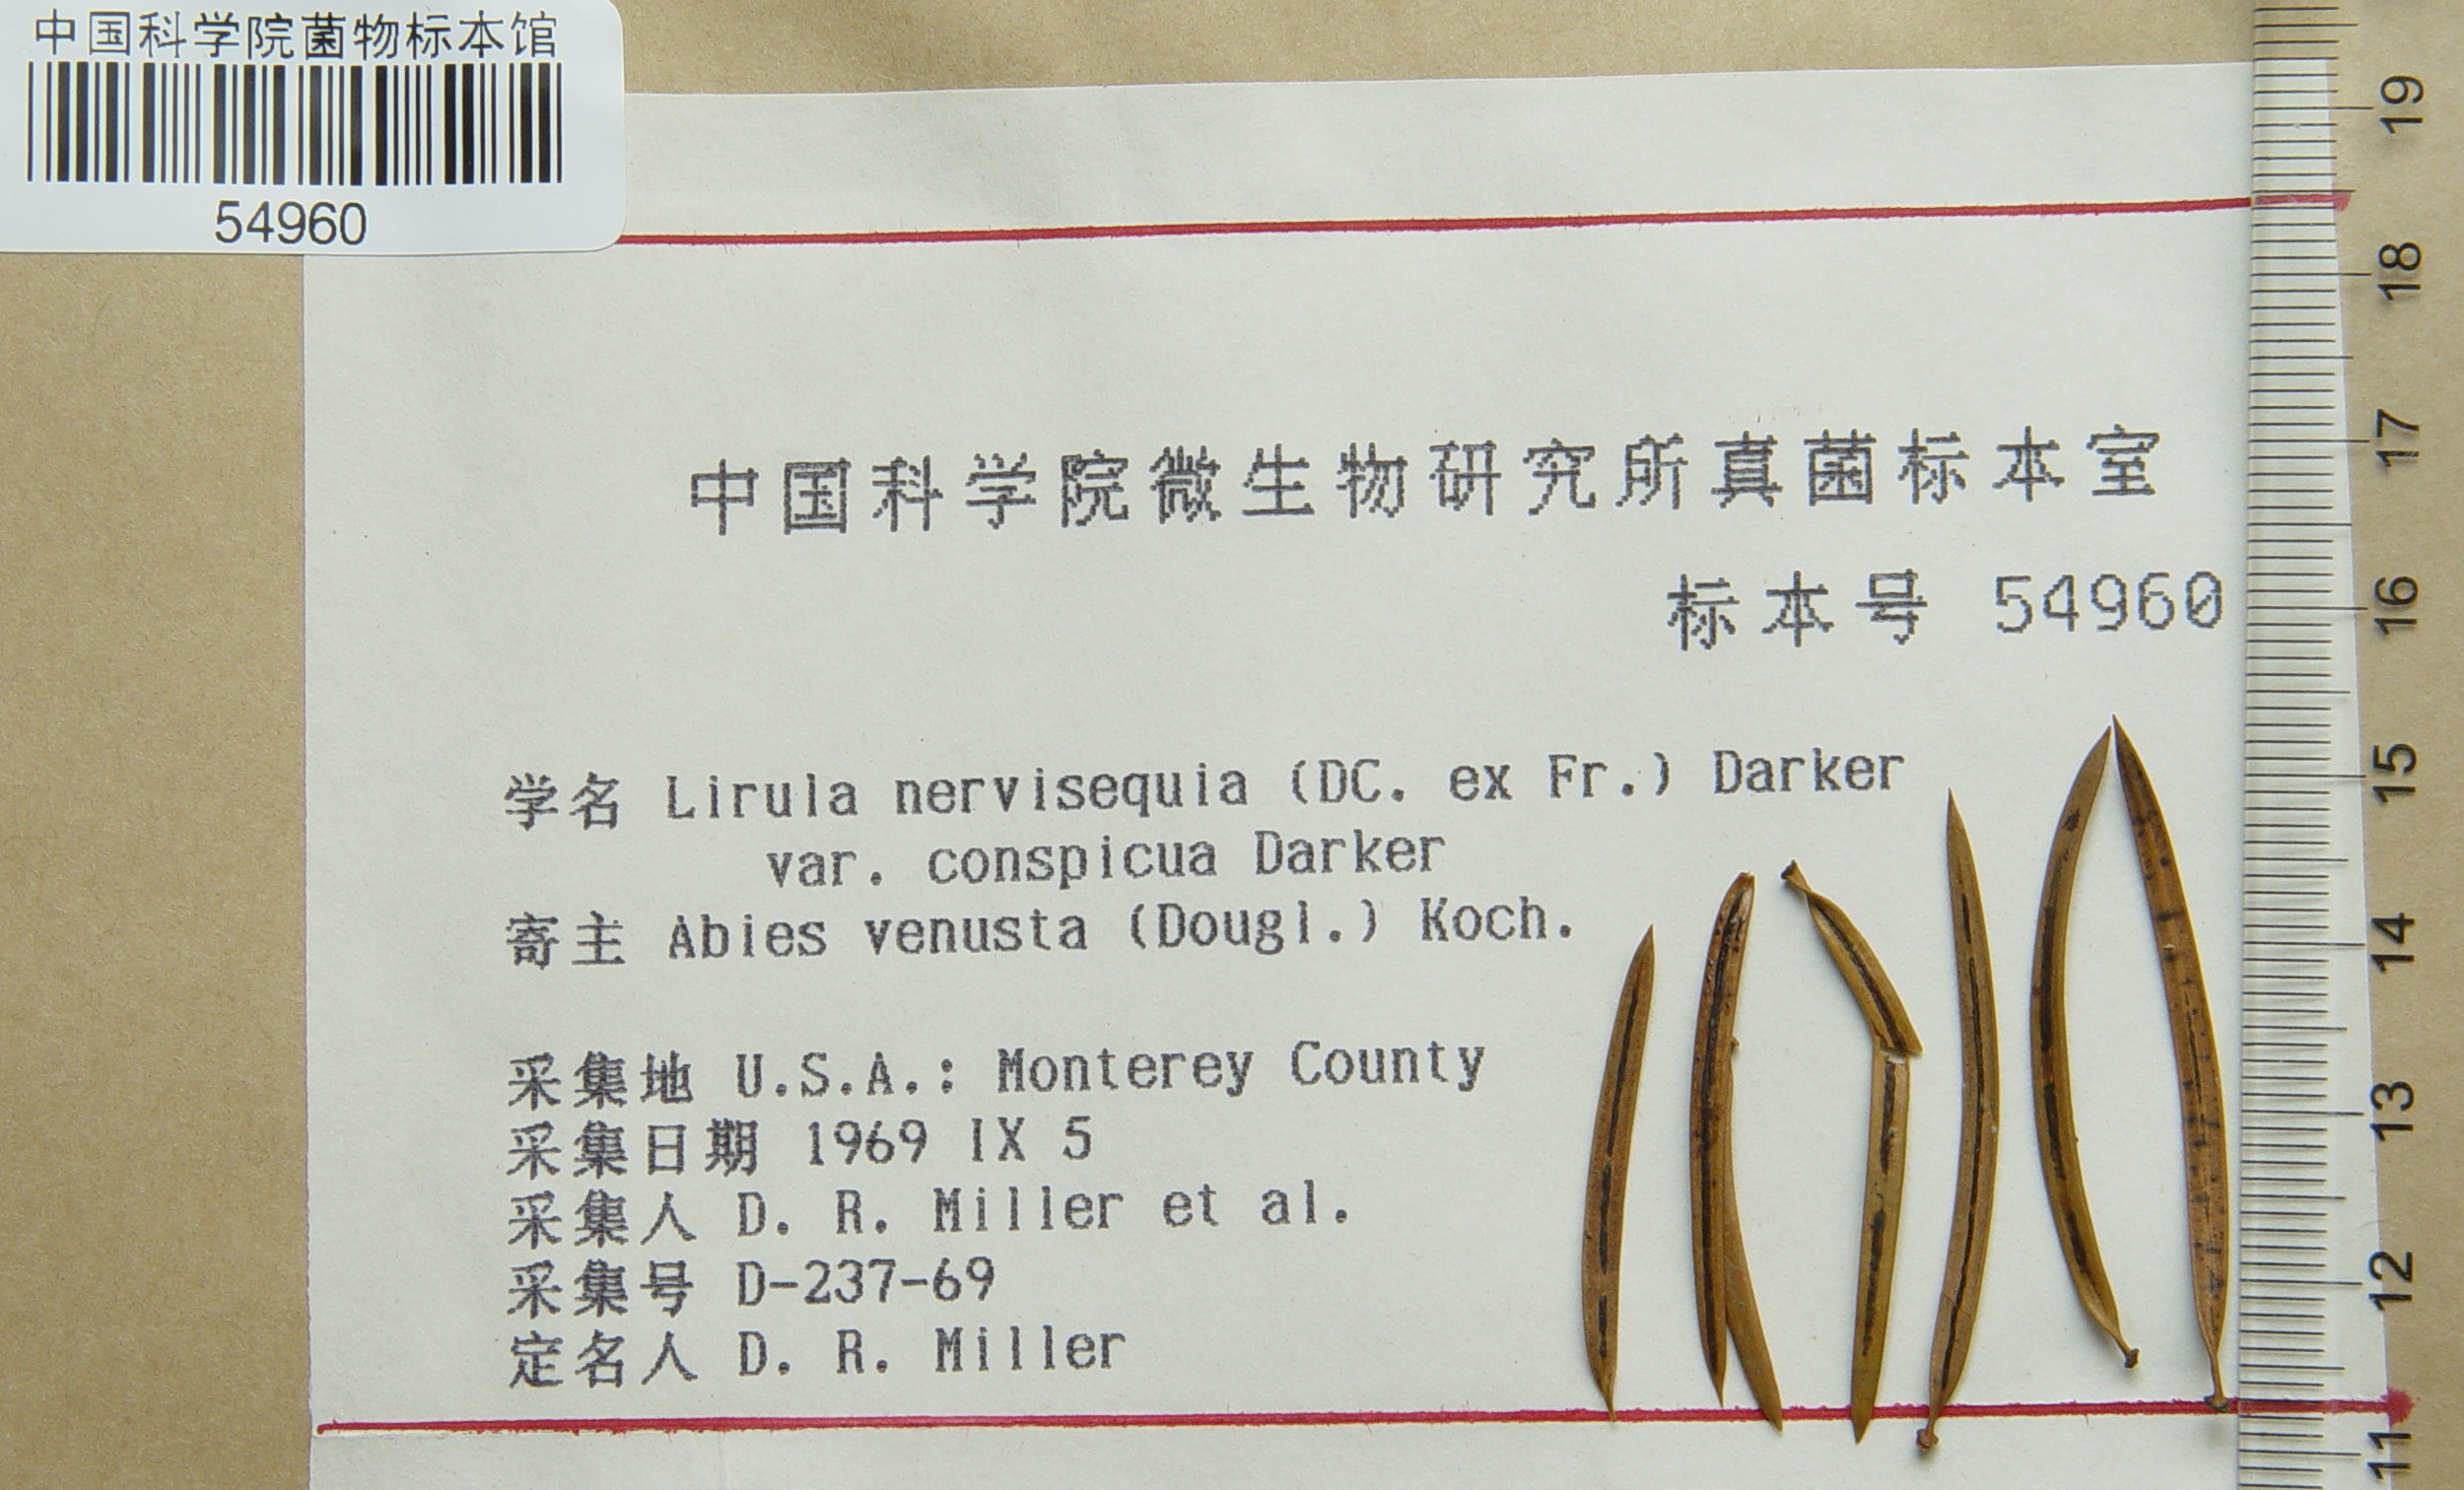 中国科学院菌物标本馆
54960
中国科学院微生物研究所真菌标本室
标本号 54960
学名 Lirula nervisequia (DC. ex Fr.) Darker
var. conspicua Darker
寄主 Abies venusta (Dougl.) Koch.
采集地 U.S.A.: Monterey County
采集日期 1969 IX 5
采集人 D. R. Miller et al.
采集号 D-237-69
定名人 D. R. Miller
19
18
17
16
15
14
13
12
11